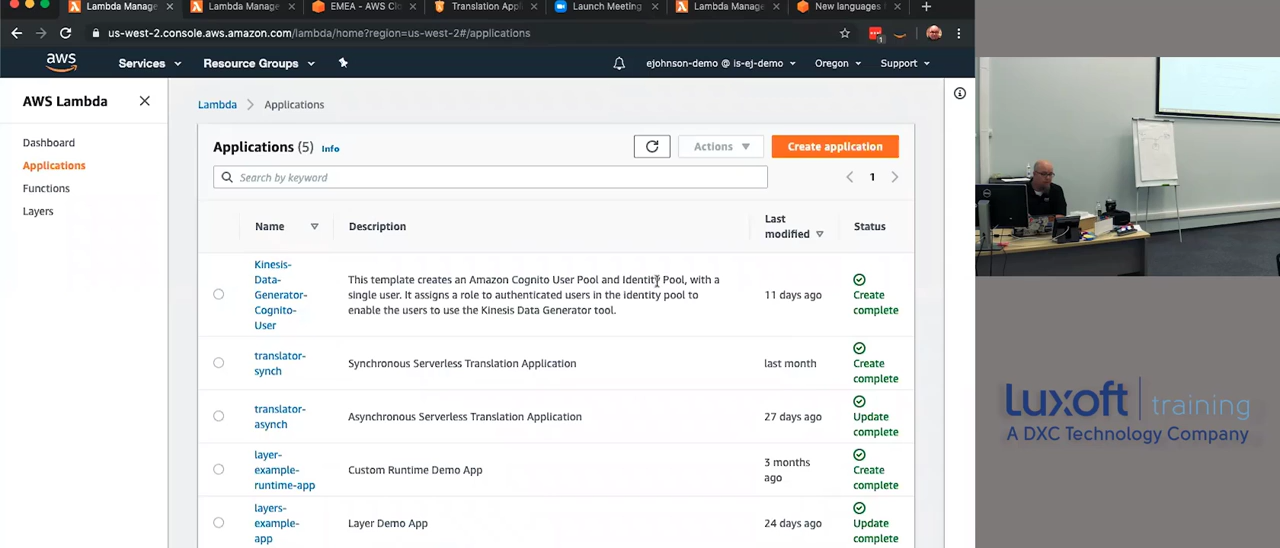 Lambda Manage
Lambda Manage
EMEA - AWS Clo
Translation Appl
Launch Meeting
Lambda Manage
New languages
us-west-2.console.aws.amazon.com/lambda/home?region=us-west-2#/applications
1
aws
Services
Resource Groups
ejohnson-demo @ is-ej-demo
Oregon
Support
AWS Lambda
Dashboard
Applications
Functions
Layers
Lambda > Applications
Applications (5) Info
Actions
Create application
Search by keyword
1
Name
Description
Last
modified
Status
Kinesis-
Data-
Generator-
Cognito-
User
This template creates an Amazon Cognito User Pool and Identity Pool, with a
single user. It assigns a role to authenticated users in the identity pool to
enable the users to use the Kinesis Data Generator tool.
11 days ago
Create
complete
translator-
synch
Synchronous Serverless Translation Application
last month
Create
complete
translator-
asynch
Asynchronous Serverless Translation Application
27 days ago
Update
complete
layer-
example-
runtime-app
Custom Runtime Demo App
3 months
ago
Create
complete
layers-
example-
app
Layer Demo App
24 days ago
Update
complete
Luxoft training
A DXC Technology Company